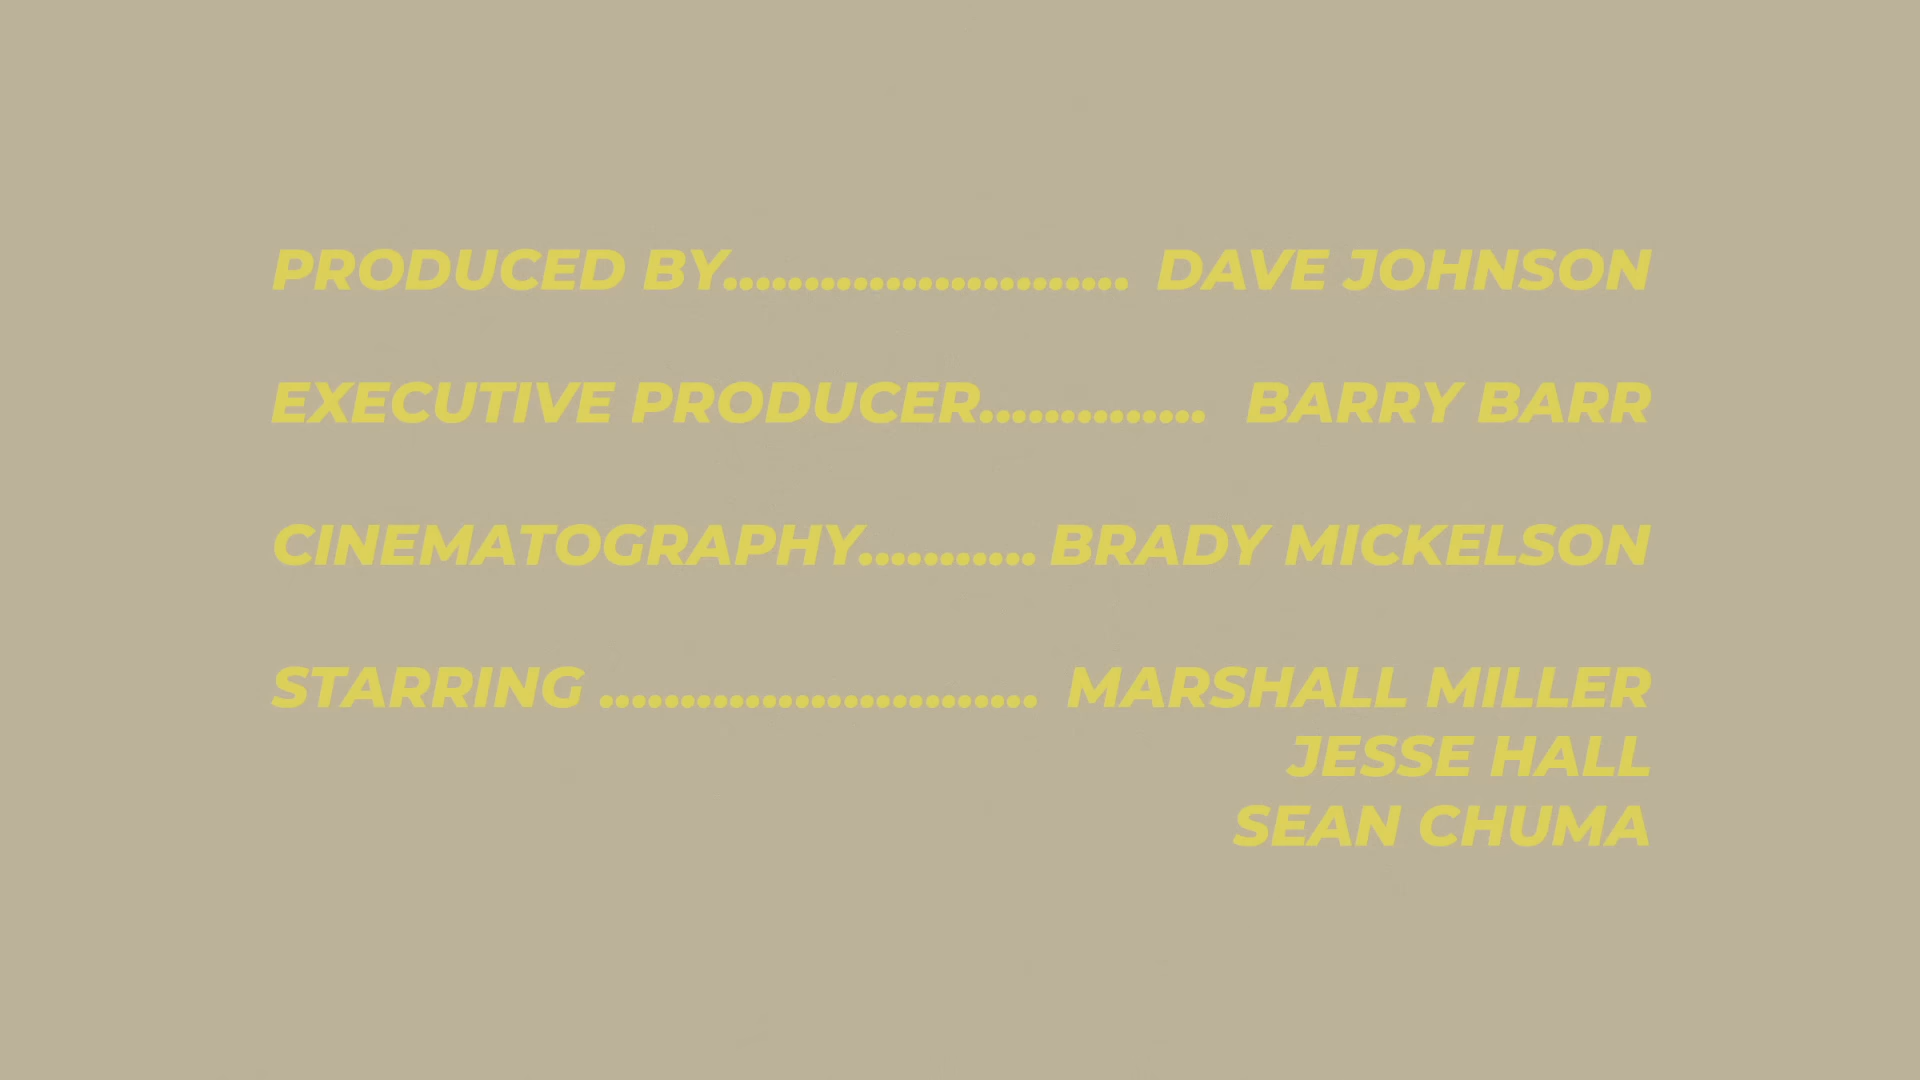 PRODUCED BY......................... DAVE JOHNSON
EXECUTIVE PRODUCER.............. BARRY BARR
CINEMATOGRAPHY........... BRADY MICKELSON
STARRING ........................... MARSHALL MILLER
JESSE HALL
SEAN CHUMA